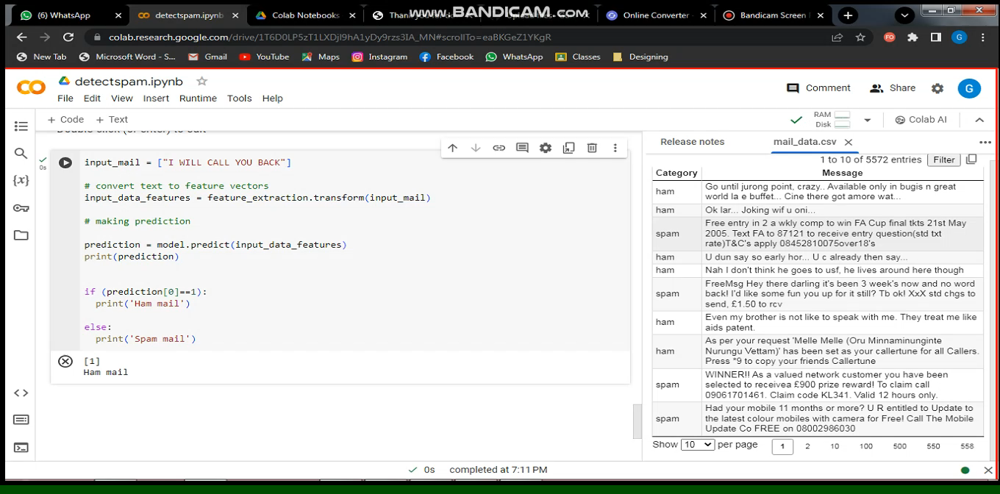 (6) WhatsApp
detectspam.ipynb
Colab Notebooks
www.BANDICAM.com
Online Converter
Bandicam Screen
colab.research.google.com/drive/1T6D0LP5zT1LXDjl9hA1yDy9rzs3IA_MN#scrollTo=eaBKGeZ1YKgR
FO
G
New Tab
Microsoft Word - S...
Gmail
YouTube
Maps
Instagram
Facebook
WhatsApp
Classes
Designing
detectspam.ipynb
Comment
Share
G
File Edit View Insert Runtime Tools Help
+ Code + Text
RAM
Disk
Colab AI
Release notes
mail_data.csv
0s
input_mail = ["I WILL CALL YOU BACK"]
# convert text to feature vectors
input_data_features = feature_extraction.transform(input_mail)
# making prediction
prediction = model.predict(input_data_features)
print(prediction)
if (prediction[0]==1):
print('Ham mail')
else:
print('Spam mail')
[1]
Ham mail
1 to 10 of 5572 entries Filter
Category Message
ham Go until jurong point, crazy.. Available only in bugis n great
world la e buffet... Cine there got amore wat...
ham Ok lar... Joking wif u oni...
spam Free entry in 2 a wkly comp to win FA Cup final tkts 21st May
2005. Text FA to 87121 to receive entry question(std txt
rate)T&C's apply 08452810075over18's
ham U dun say so early hor... U c already then say...
ham Nah I don't think he goes to usf, he lives around here though
spam FreeMsg Hey there darling it's been 3 week's now and no word
back! I'd like some fun you up for it still? Tb ok! XxX std chgs to
send, £1.50 to rcv
ham Even my brother is not like to speak with me. They treat me like
aids patent.
ham As per your request 'Melle Melle (Oru Minnaminunginte
Nurungu Vettam)' has been set as your callertune for all Callers.
Press *9 to copy your friends Callertune
spam WINNER!! As a valued network customer you have been
selected to receivea £900 prize reward! To claim call
09061701461. Claim code KL341. Valid 12 hours only.
spam Had your mobile 11 months or more? U R entitled to Update to
the latest colour mobiles with camera for Free! Call The Mobile
Update Co FREE on 08002986030
Show 10 per page 1 2 10 100 500 550 558
0s completed at 7:11 PM